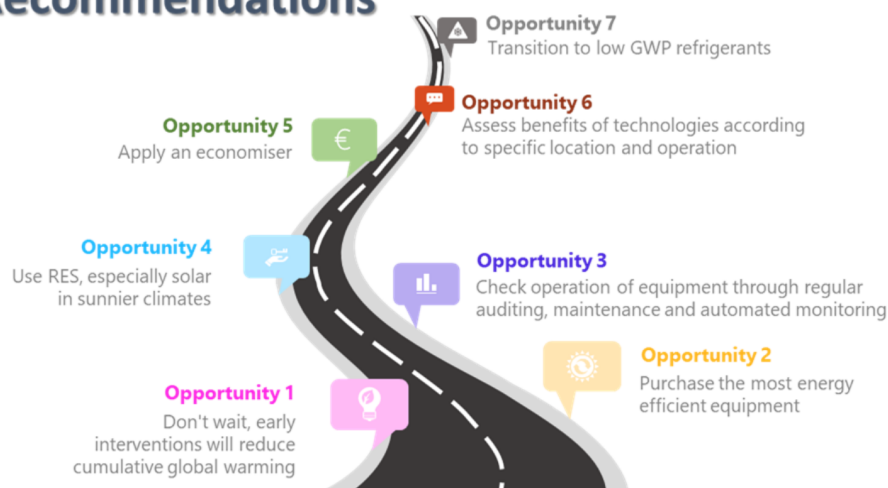 Recommendations
Opportunity 7
Transition to low GWP refrigerants
Opportunity 6
Assess benefits of technologies according
to specific location and operation
Opportunity 5
Apply an economiser
€
Opportunity 4
Use RES, especially solar
in sunnier climates
Opportunity 3
Check operation of equipment through regular
auditing, maintenance and automated monitoring
Opportunity 2
Purchase the most energy
efficient equipment
Opportunity 1
Don't wait, early
interventions will reduce
cumulative global warming